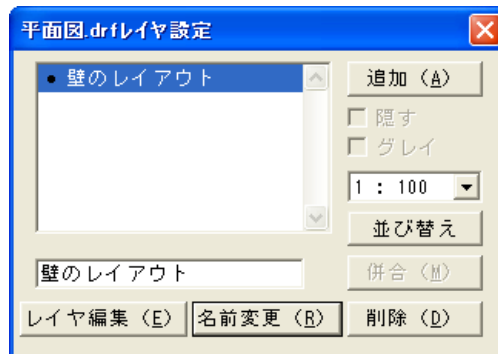 平面図.drfレイヤ設定
● 壁のレイアウト
追加 (A)
隠す
グレイ
1 : 100
並び替え
壁のレイアウト
併合 (M)
レイヤ編集 (E)
名前変更 (R)
削除 (D)